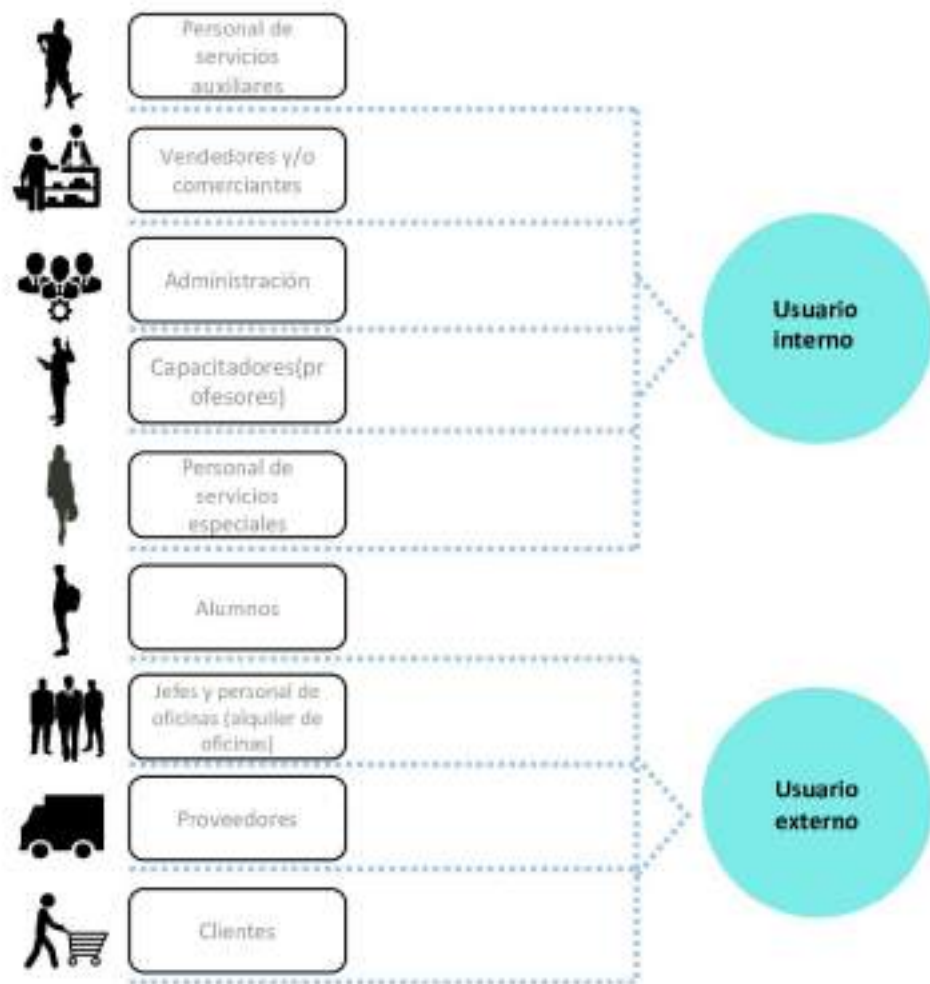 Personal de
servicios
auxiliares
Vendedores y/o
comerciantes
Administración
Capacitadores(pr
ofesores)
Personal de
servicios
especiales
Usuario
interno
Alumnos
Jefes y personal de
oficinas (alquiler de
oficinas)
Proveedores
Clientes
Usuario
externo